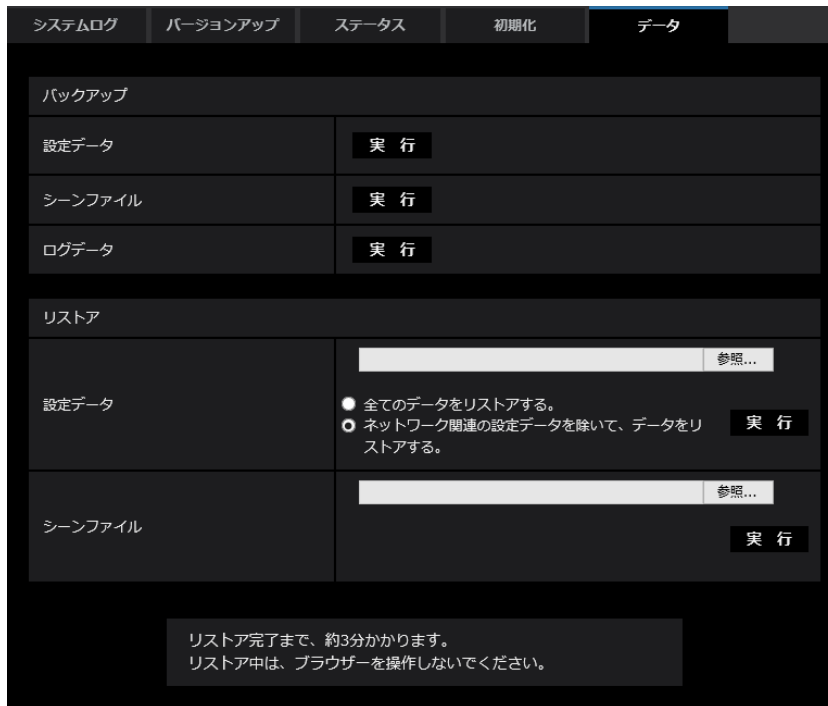 システムログ バージョンアップ ステータス 初期化 データ
バックアップ
設定データ 実 行
シーンファイル 実 行
ログデータ 実 行
リストア
参照...
設定データ
全てのデータをリストアする。
ネットワーク関連の設定データを除いて、データをリ
ストアする。
実 行
参照...
シーンファイル
実 行
リストア完了まで、約3分かかります。
リストア中は、ブラウザーを操作しないでください。